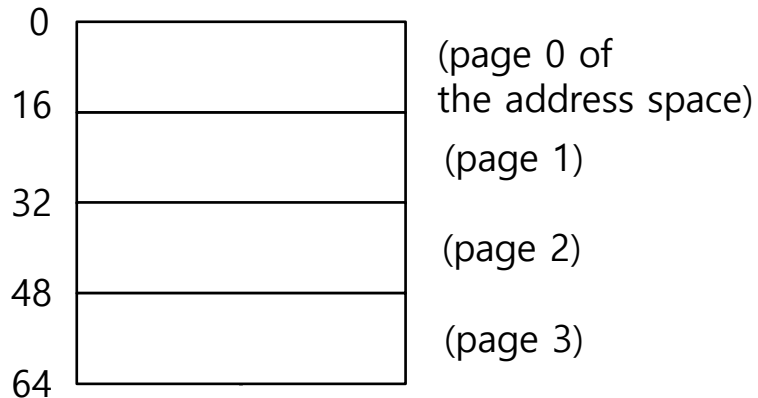 0
(page 0 of
the address space)
16
(page 1)
32
(page 2)
48
(page 3)
64